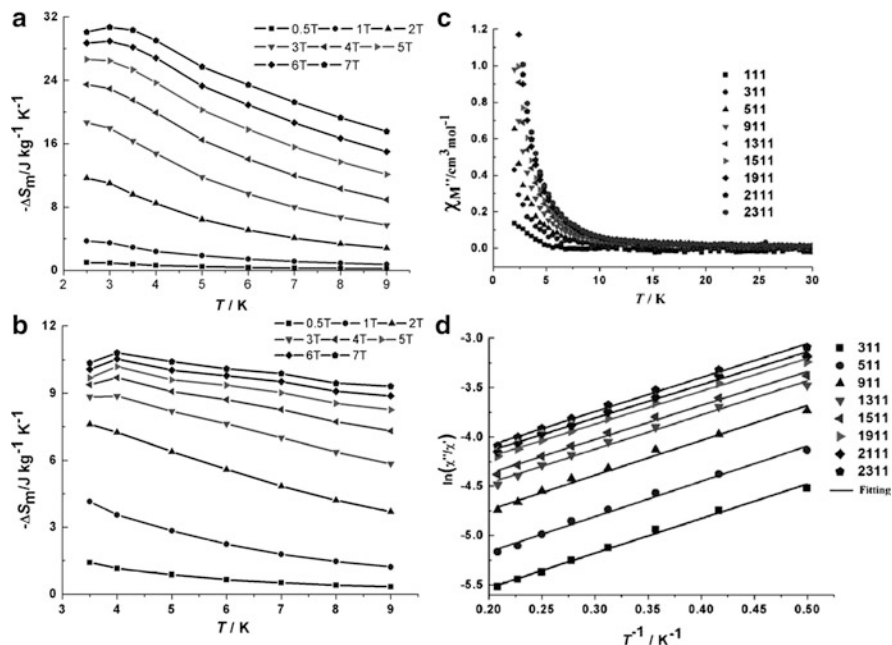 a
0.5T 1T 2T
3T 4T 5T
6T 7T
32
24
16
8
0
-ΔSm/J kg⁻¹ K⁻¹
2 3 4 5 6 7 8 9
T / K
b
0.5T 1T 2T
3T 4T 5T
6T 7T
12
9
6
3
0
-ΔSm/J kg⁻¹ K⁻¹
3 4 5 6 7 8 9
T / K
c
1.2
1.0
0.8
0.6
0.4
0.2
0.0
χM''/cm³ mol⁻¹
111
311
511
911
1311
1511
1911
2111
2311
0 5 10 15 20 25 30
T / K
d
-3.0
-3.5
-4.0
-4.5
-5.0
-5.5
ln(χ''/χ')
311
511
911
1311
1511
1911
2111
2311
Fitting
0.20 0.25 0.30 0.35 0.40 0.45 0.50
T⁻¹ / K⁻¹